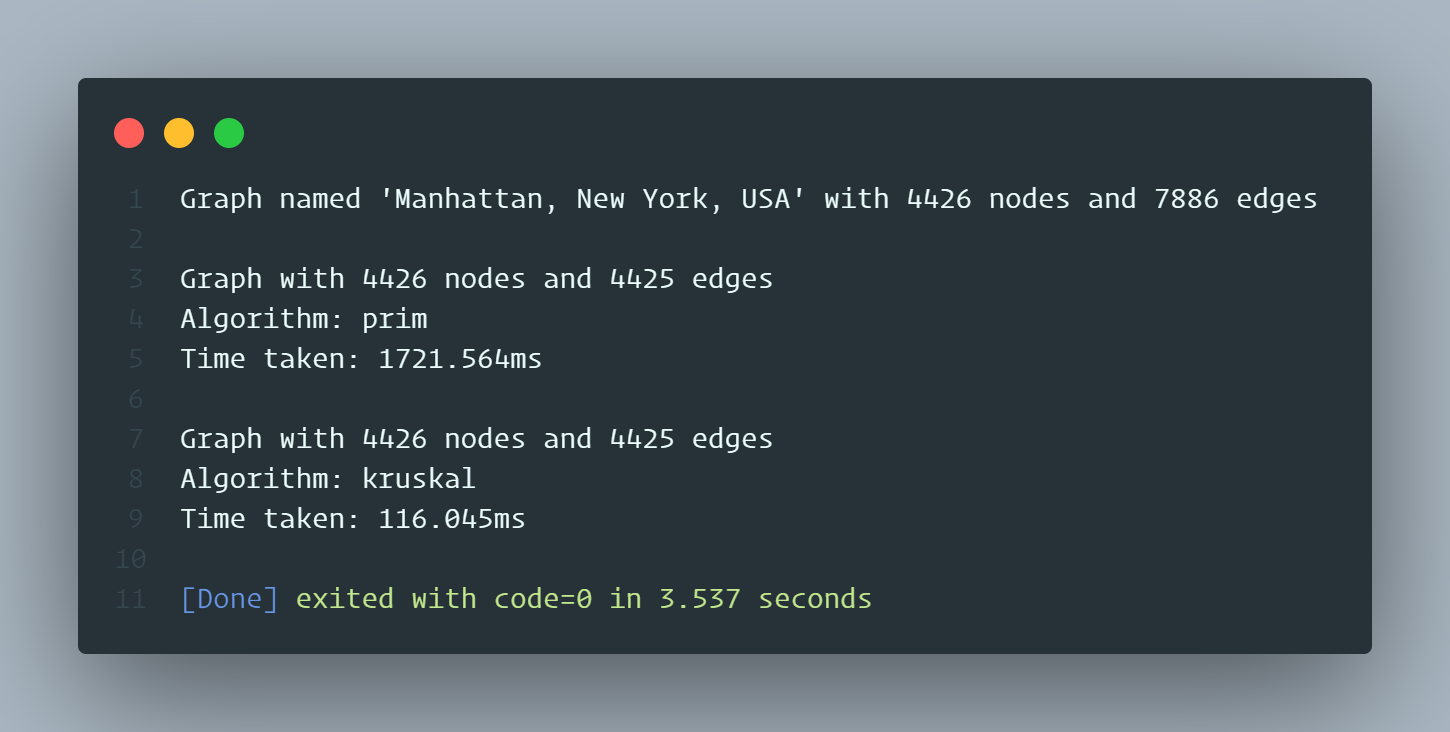 1 Graph named 'Manhattan, New York, USA' with 4426 nodes and 7886 edges
2
3 Graph with 4426 nodes and 4425 edges
4 Algorithm: prim
5 Time taken: 1721.564ms
6
7 Graph with 4426 nodes and 4425 edges
8 Algorithm: kruskal
9 Time taken: 116.045ms
10
11 [Done] exited with code=0 in 3.537 seconds